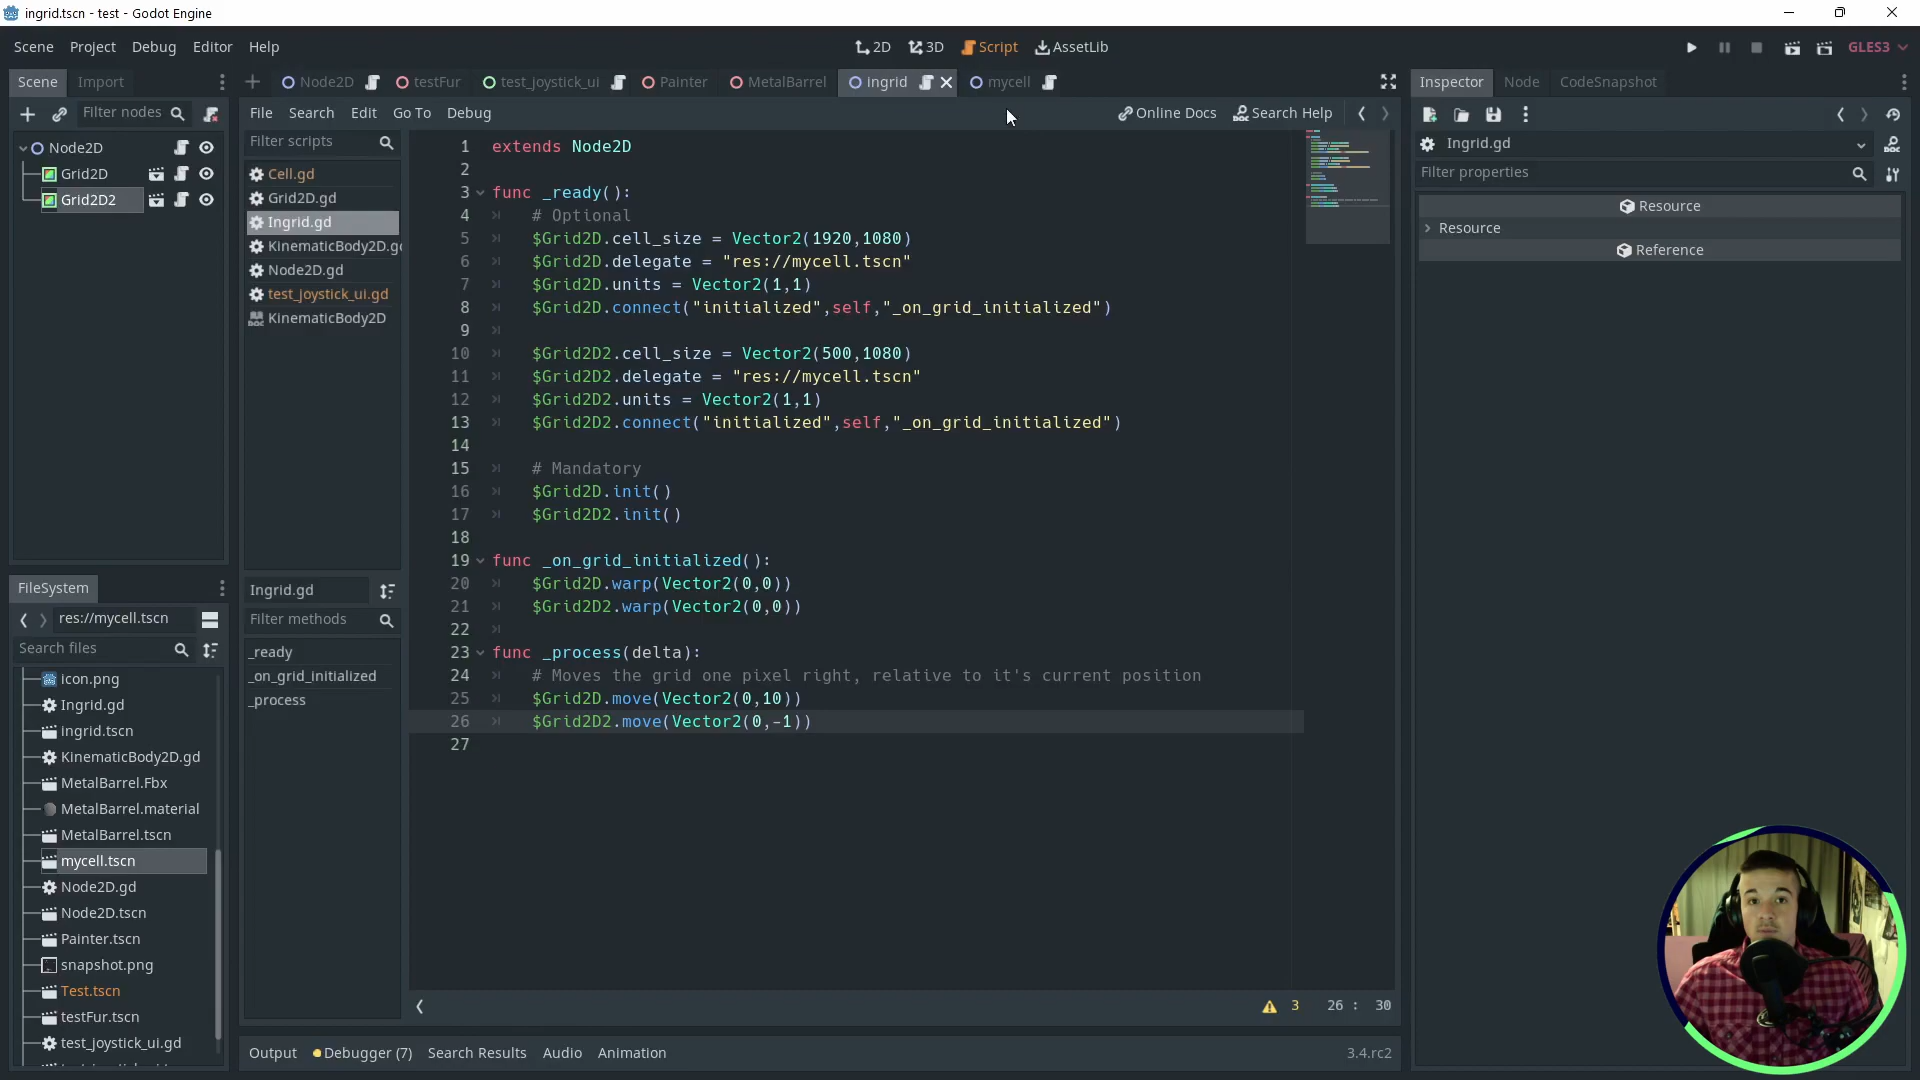 ingrid.tscn - test - Godot Engine
Scene Project Debug Editor Help
2D 3D Script AssetLib
GLES3
Scene Import
Node2D testFur test_joystick_ui Painter MetalBarrel ingrid mycell
Inspector Node CodeSnapshot
Filter nodes
Node2D
Grid2D
Grid2D2
File Search Edit Go To Debug
Online Docs Search Help
Filter scripts
Cell.gd
Grid2D.gd
Ingrid.gd
KinematicBody2D.gd
Node2D.gd
test_joystick_ui.gd
KinematicBody2D
Ingrid.gd
Filter methods
_ready
_on_grid_initialized
_process
1 extends Node2D
2
3 func _ready():
4 # Optional
5 $Grid2D.cell_size = Vector2(1920,1080)
6 $Grid2D.delegate = "res://mycell.tscn"
7 $Grid2D.units = Vector2(1,1)
8 $Grid2D.connect("initialized",self,"_on_grid_initialized")
9
10 $Grid2D2.cell_size = Vector2(500,1080)
11 $Grid2D2.delegate = "res://mycell.tscn"
12 $Grid2D2.units = Vector2(1,1)
13 $Grid2D2.connect("initialized",self,"_on_grid_initialized")
14
15 # Mandatory
16 $Grid2D.init()
17 $Grid2D2.init()
18
19 func _on_grid_initialized():
20 $Grid2D.warp(Vector2(0,0))
21 $Grid2D2.warp(Vector2(0,0))
22
23 func _process(delta):
24 # Moves the grid one pixel right, relative to it's current position
25 $Grid2D.move(Vector2(0,10))
26 $Grid2D2.move(Vector2(0,-1))
27
3 26 : 30
Output Debugger (7) Search Results Audio Animation
3.4.rc2
Ingrid.gd
Filter properties
Resource
Resource
Reference
FileSystem
res://mycell.tscn
Search files
icon.png
Ingrid.gd
ingrid.tscn
KinematicBody2D.gd
MetalBarrel.Fbx
MetalBarrel.material
MetalBarrel.tscn
mycell.tscn
Node2D.gd
Node2D.tscn
Painter.tscn
snapshot.png
Test.tscn
testFur.tscn
test_joystick_ui.gd